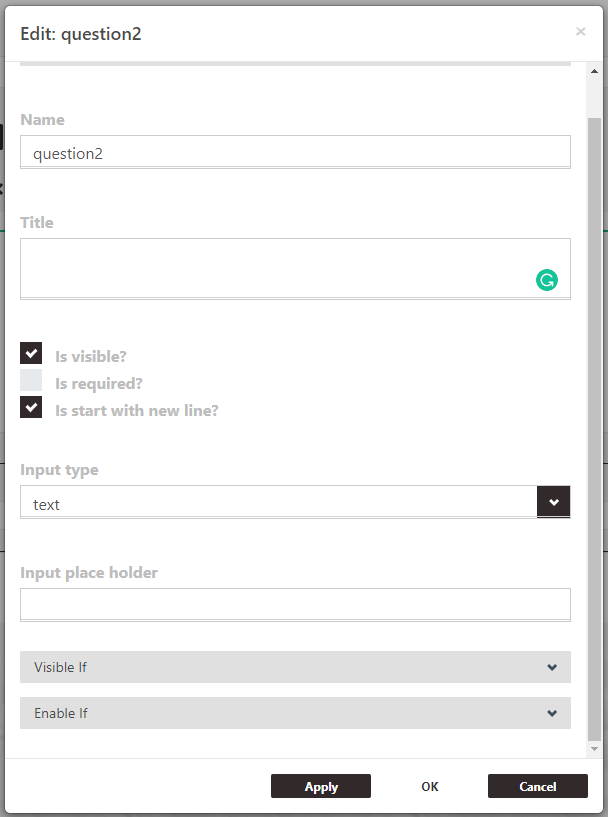 Edit: question2
×
Name
question2
Title
Is visible?
Is required?
Is start with new line?
Input type
text
Input place holder
Visible If
Enable If
Apply OK Cancel